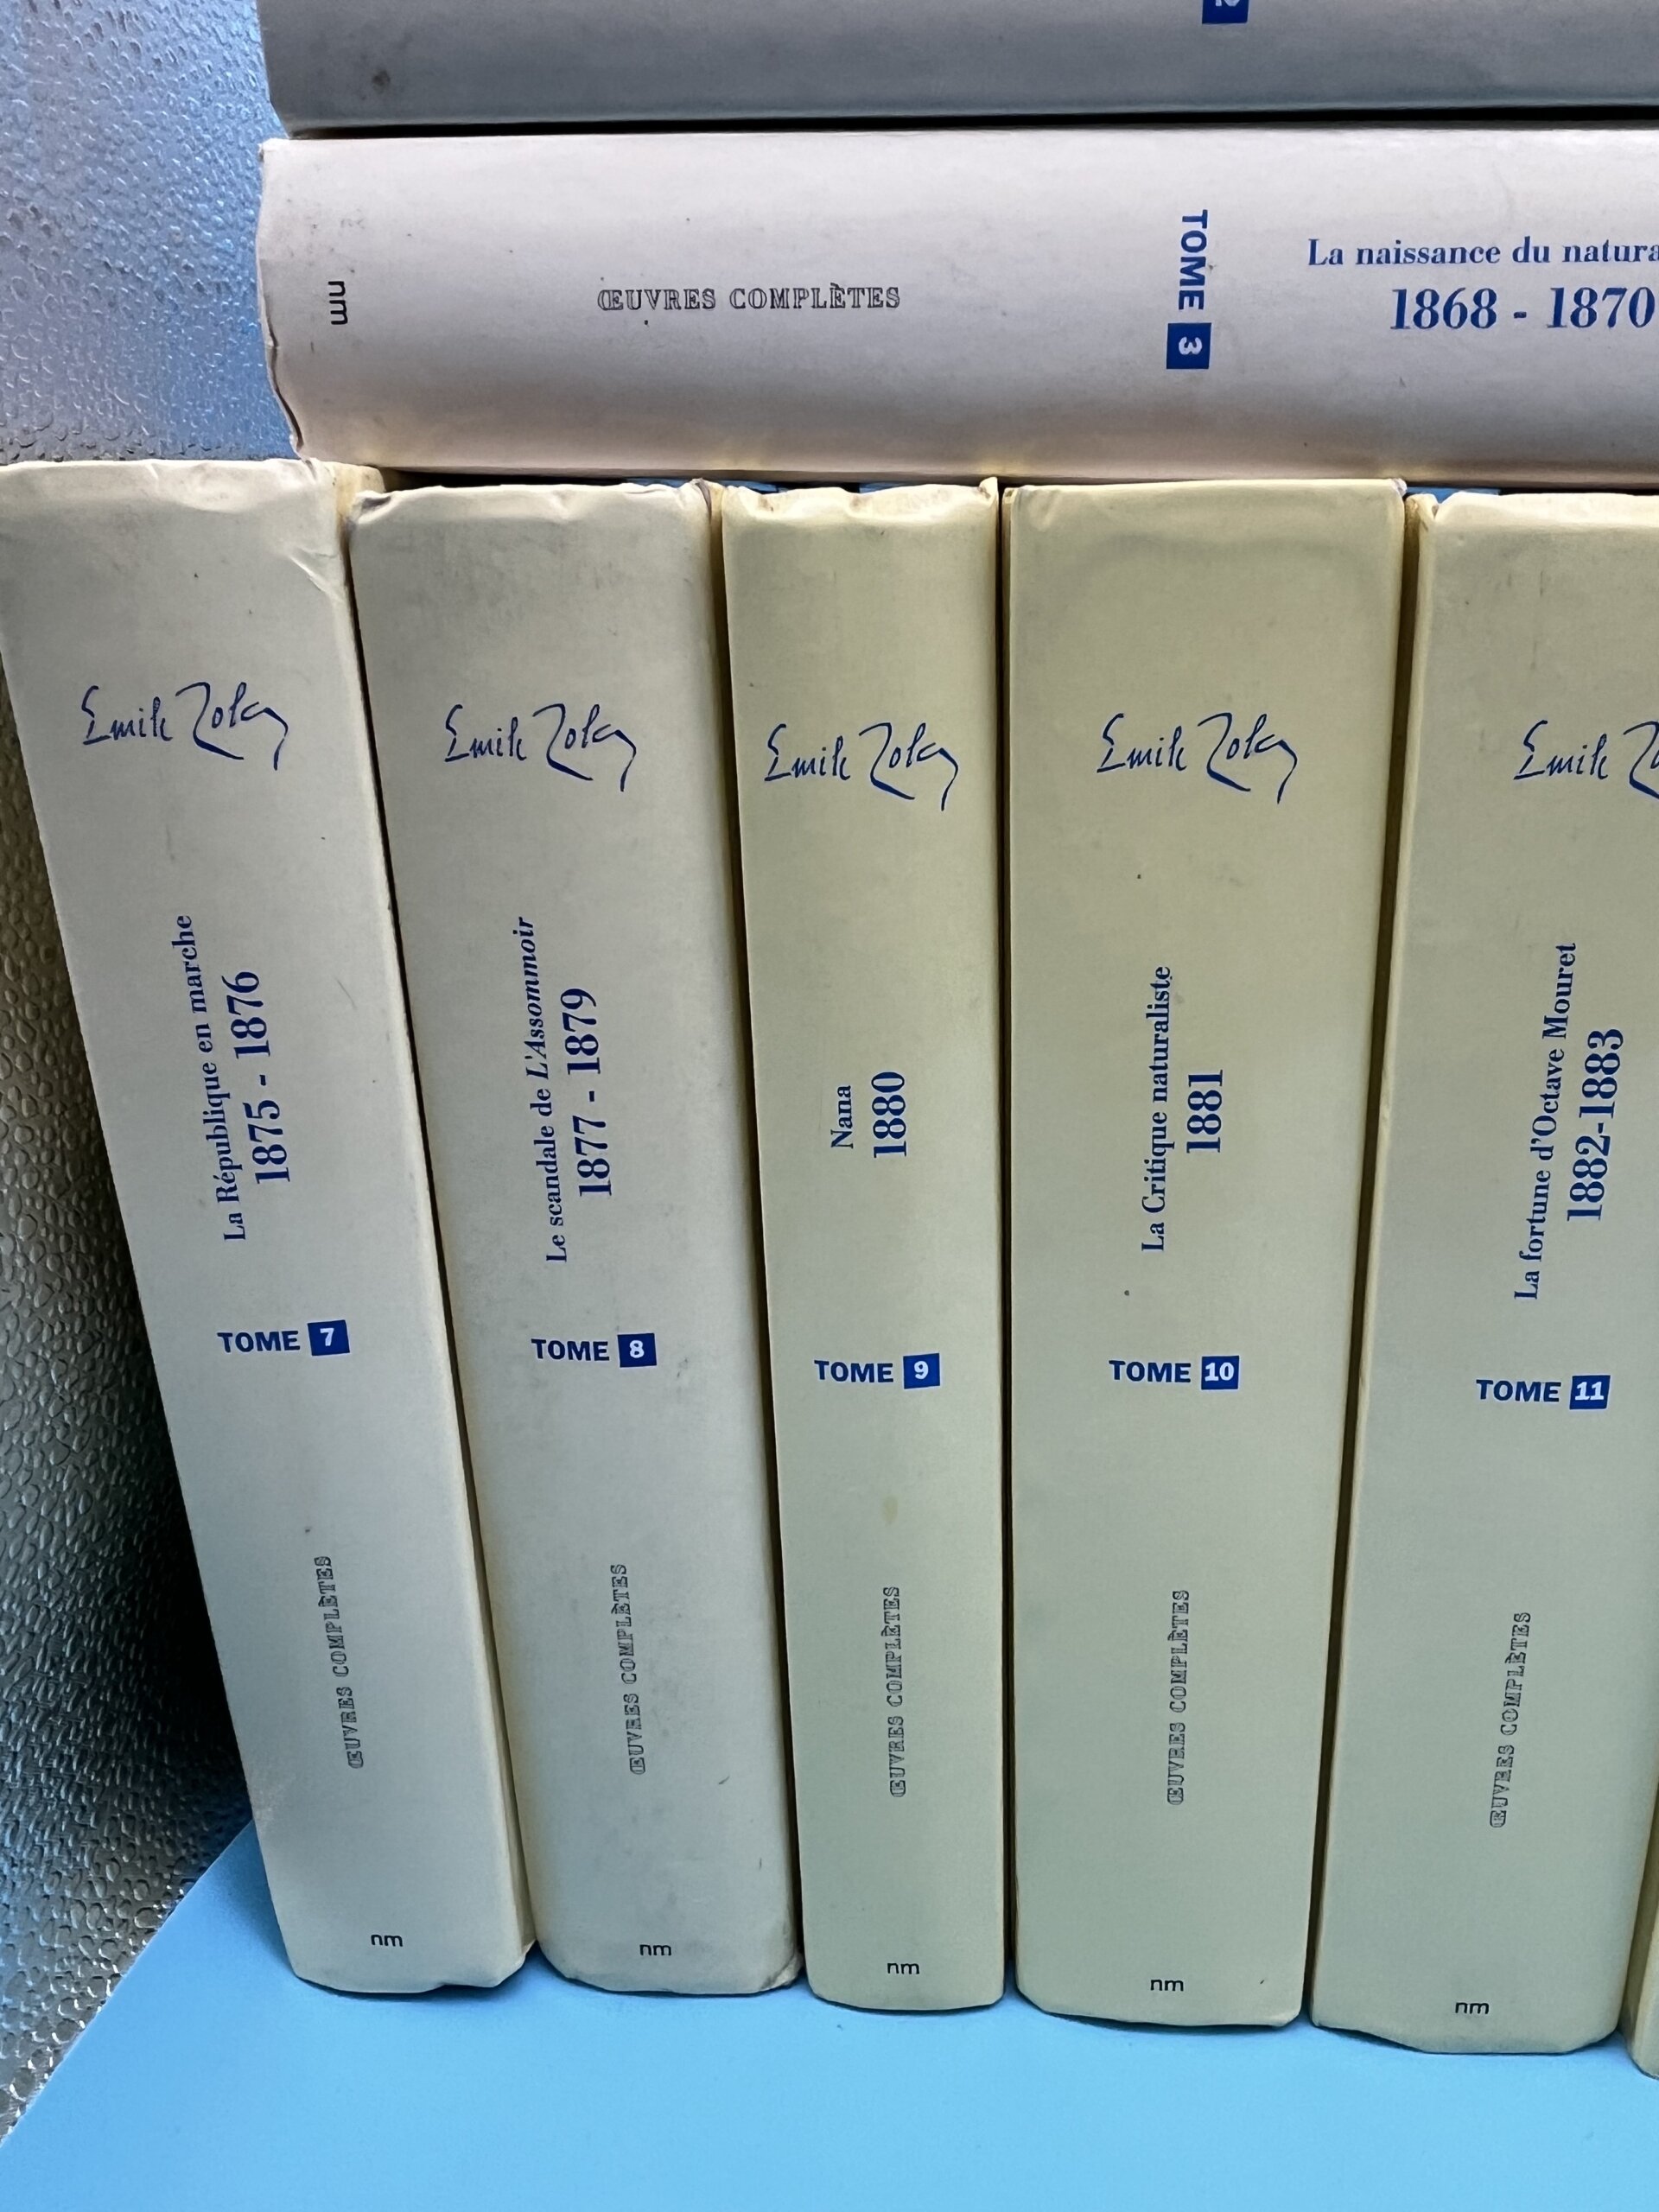 2
nm
ŒUVRES COMPLÈTES
TOME 3
La naissance du natura
1868 - 1870
Emile Zola
La République en marche
1875 - 1876
TOME 7
ŒUVRES COMPLÈTES
nm
Emile Zola
Le scandale de L'Assommoir
1877 - 1879
TOME 8
ŒUVRES COMPLÈTES
nm
Emile Zola
Nana
1880
TOME 9
ŒUVRES COMPLÈTES
nm
Emile Zola
La Critique naturaliste
1881
TOME 10
ŒUVRES COMPLÈTES
nm
Emile Zo
La fortune d'Octave Mouret
1882-1883
TOME 11
ŒUVRES COMPLÈTES
nm